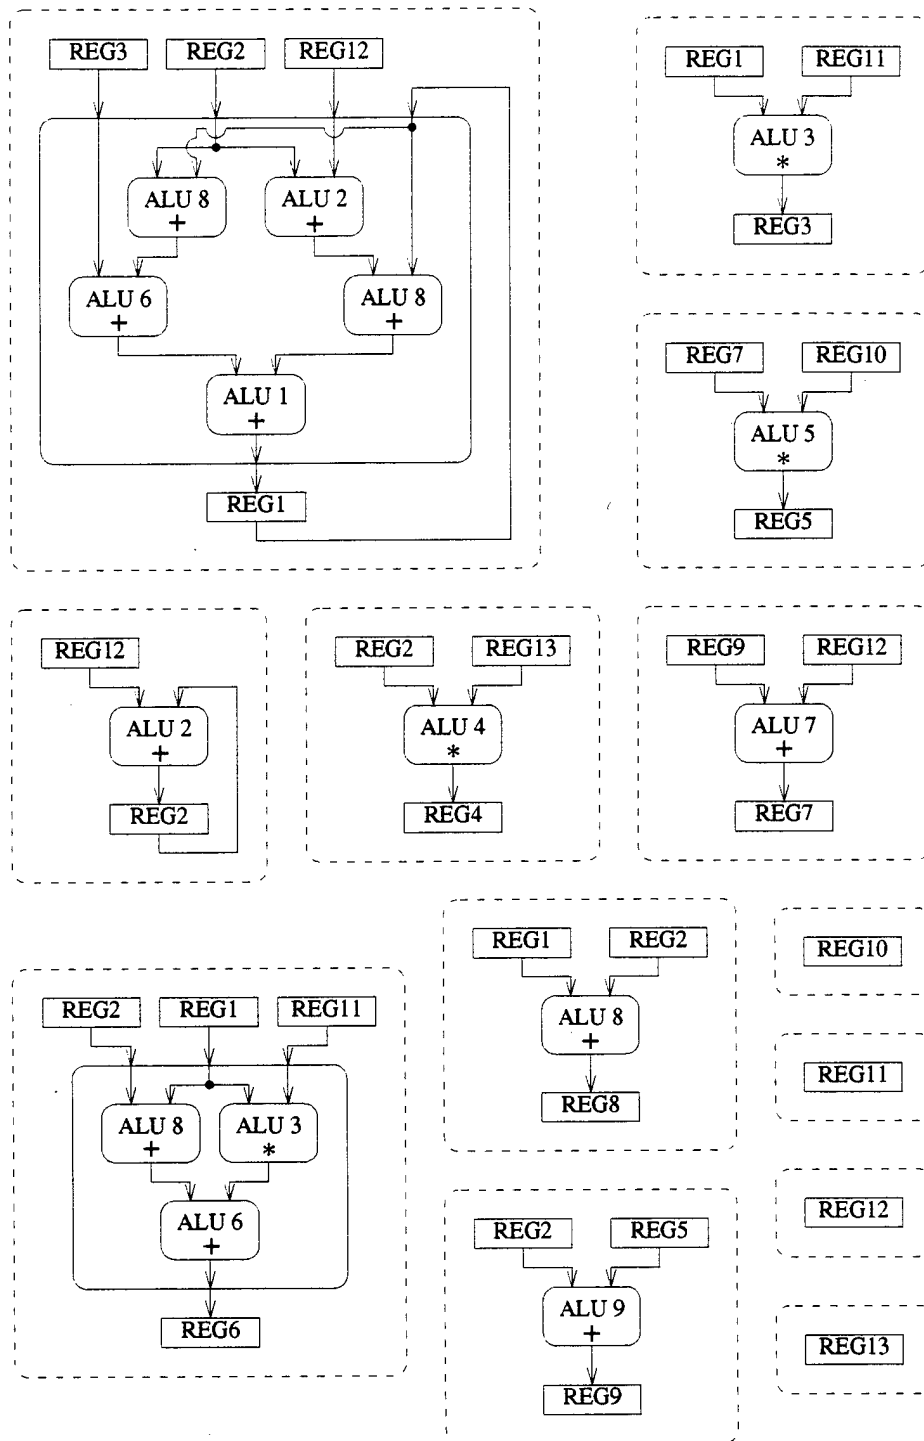 REG3 REG2 REG12
ALU 8 ALU 2
+ +
ALU 6 ALU 8
+ +
ALU 1
+
REG1
REG1 REG11
ALU 3
*
REG3
REG7 REG10
ALU 5
*
REG5
REG12
ALU 2
+
REG2
REG2 REG13
ALU 4
*
REG4
REG9 REG12
ALU 7
+
REG7
REG2 REG1 REG11
ALU 8 ALU 3
+ *
ALU 6
+
REG6
REG1 REG2
ALU 8
+
REG8
REG2 REG5
ALU 9
+
REG9
REG10
REG11
REG12
REG13